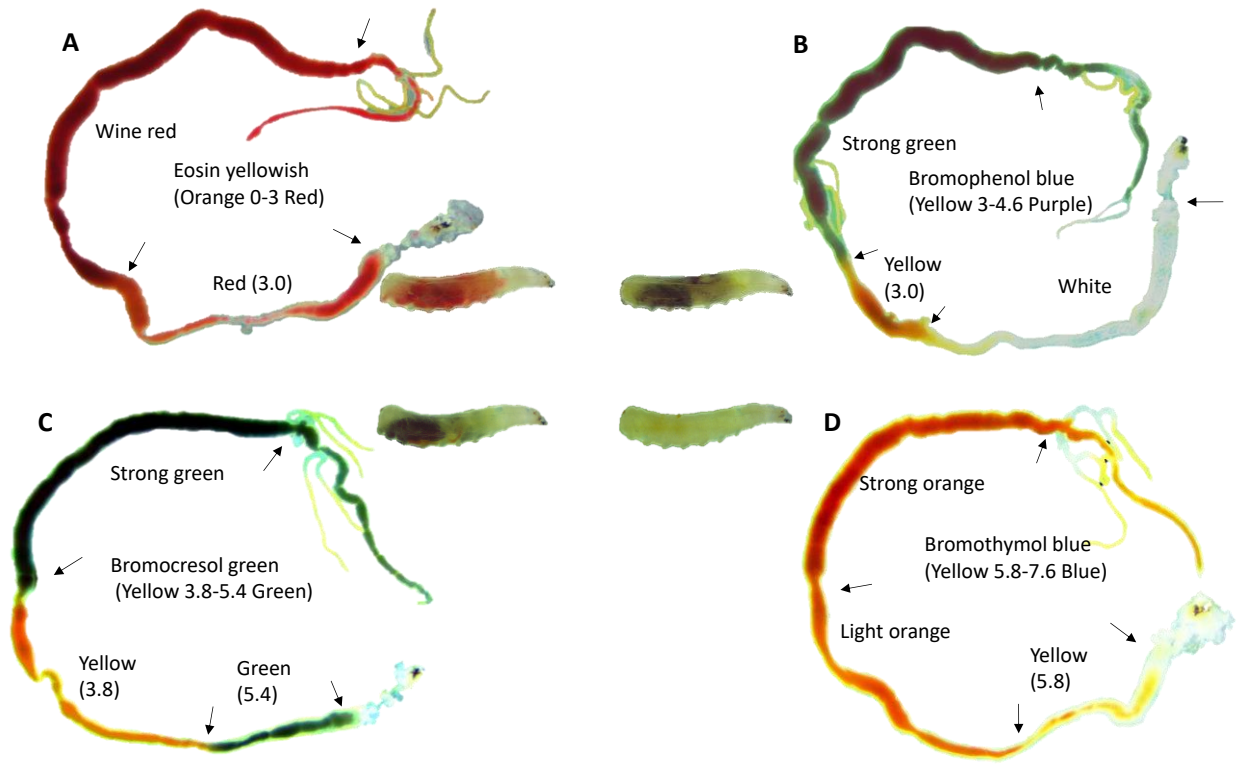 A
Wine red
Eosin yellowish
(Orange 0-3 Red)
Red (3.0)
B
Strong green
Bromophenol blue
(Yellow 3-4.6 Purple)
Yellow
(3.0)
White
C
Strong green
Bromocresol green
(Yellow 3.8-5.4 Green)
Yellow
(3.8)
Green
(5.4)
D
Strong orange
Bromothymol blue
(Yellow 5.8-7.6 Blue)
Light orange
Yellow
(5.8)